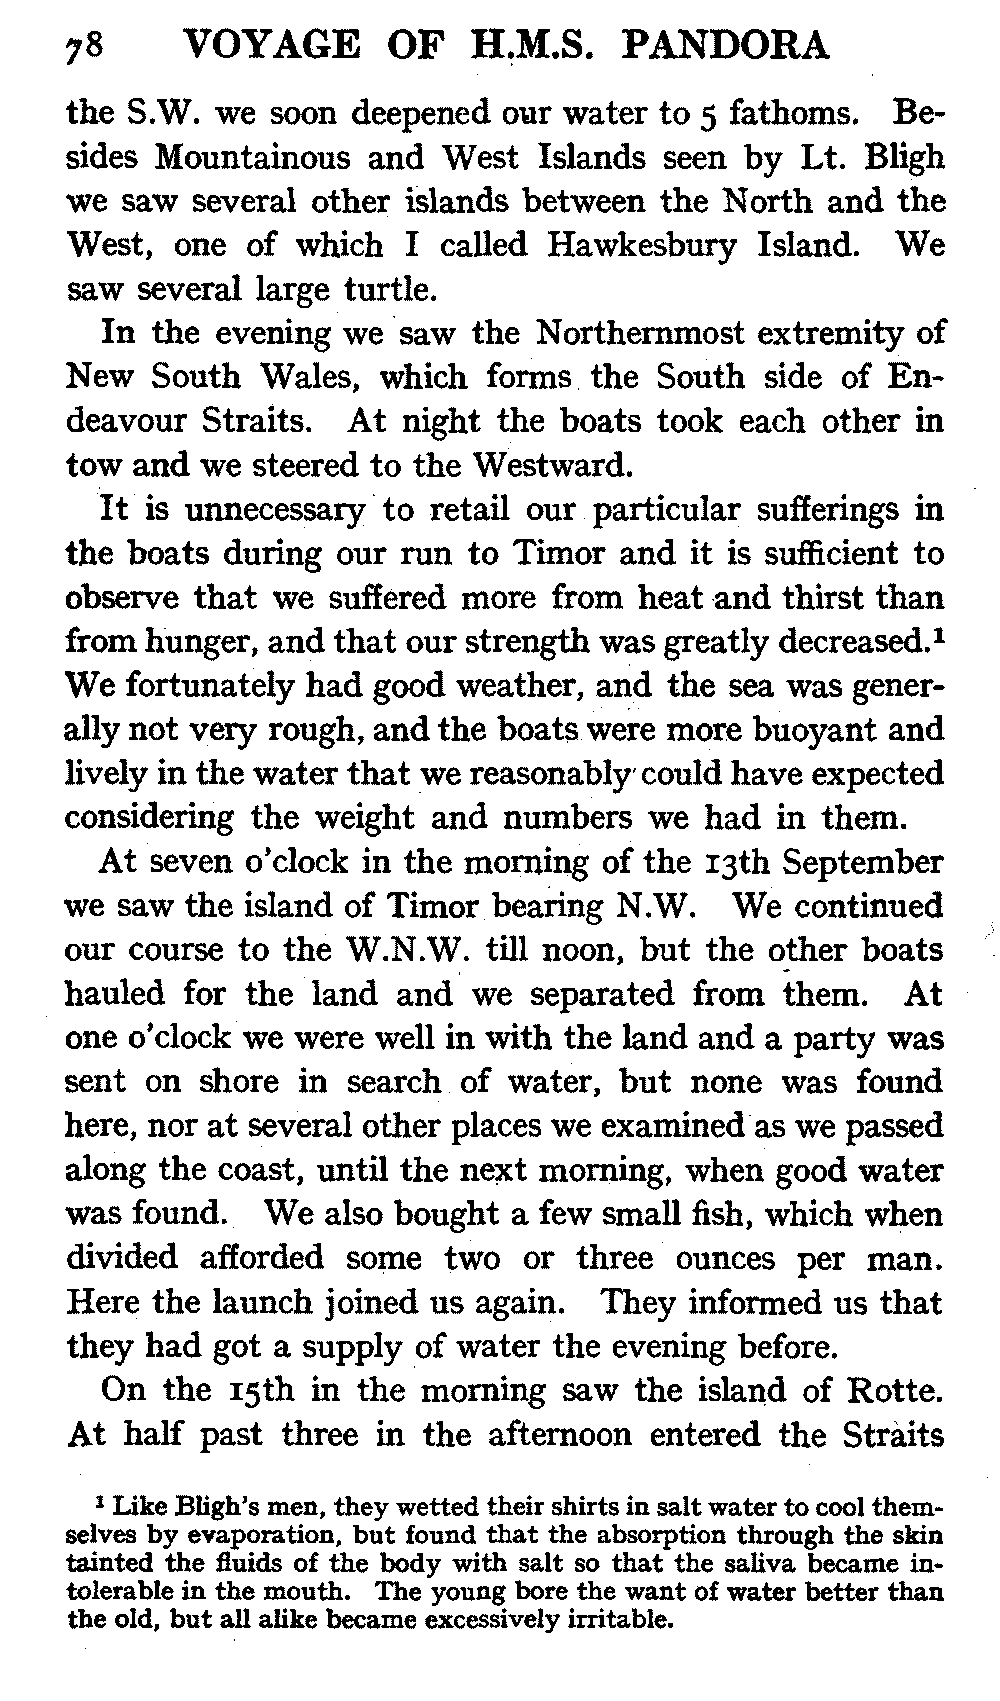 78 VOYAGE OF H.M.S. PANDORA
the S.W. we soon deepened our water to 5 fathoms. Be-
sides Mountainous and West Islands seen by Lt. Bligh
we saw several other islands between the North and the
West, one of which I called Hawkesbury Island. We
saw several large turtle.
In the evening we saw the Northernmost extremity of
New South Wales, which forms the South side of En-
deavour Straits. At night the boats took each other in
tow and we steered to the Westward.
It is unnecessary to retail our particular sufferings in
the boats during our run to Timor and it is sufficient to
observe that we suffered more from heat and thirst than
from hunger, and that our strength was greatly decreased.¹
We fortunately had good weather, and the sea was gener-
ally not very rough, and the boats were more buoyant and
lively in the water that we reasonably could have expected
considering the weight and numbers we had in them.
At seven o'clock in the morning of the 13th September
we saw the island of Timor bearing N.W. We continued
our course to the W.N.W. till noon, but the other boats
hauled for the land and we separated from them. At
one o'clock we were well in with the land and a party was
sent on shore in search of water, but none was found
here, nor at several other places we examined as we passed
along the coast, until the next morning, when good water
was found. We also bought a few small fish, which when
divided afforded some two or three ounces per man.
Here the launch joined us again. They informed us that
they had got a supply of water the evening before.
On the 15th in the morning saw the island of Rotte.
At half past three in the afternoon entered the Straits
¹ Like Bligh's men, they wetted their shirts in salt water to cool them-
selves by evaporation, but found that the absorption through the skin
tainted the fluids of the body with salt so that the saliva became in-
tolerable in the mouth. The young bore the want of water better than
the old, but all alike became excessively irritable.